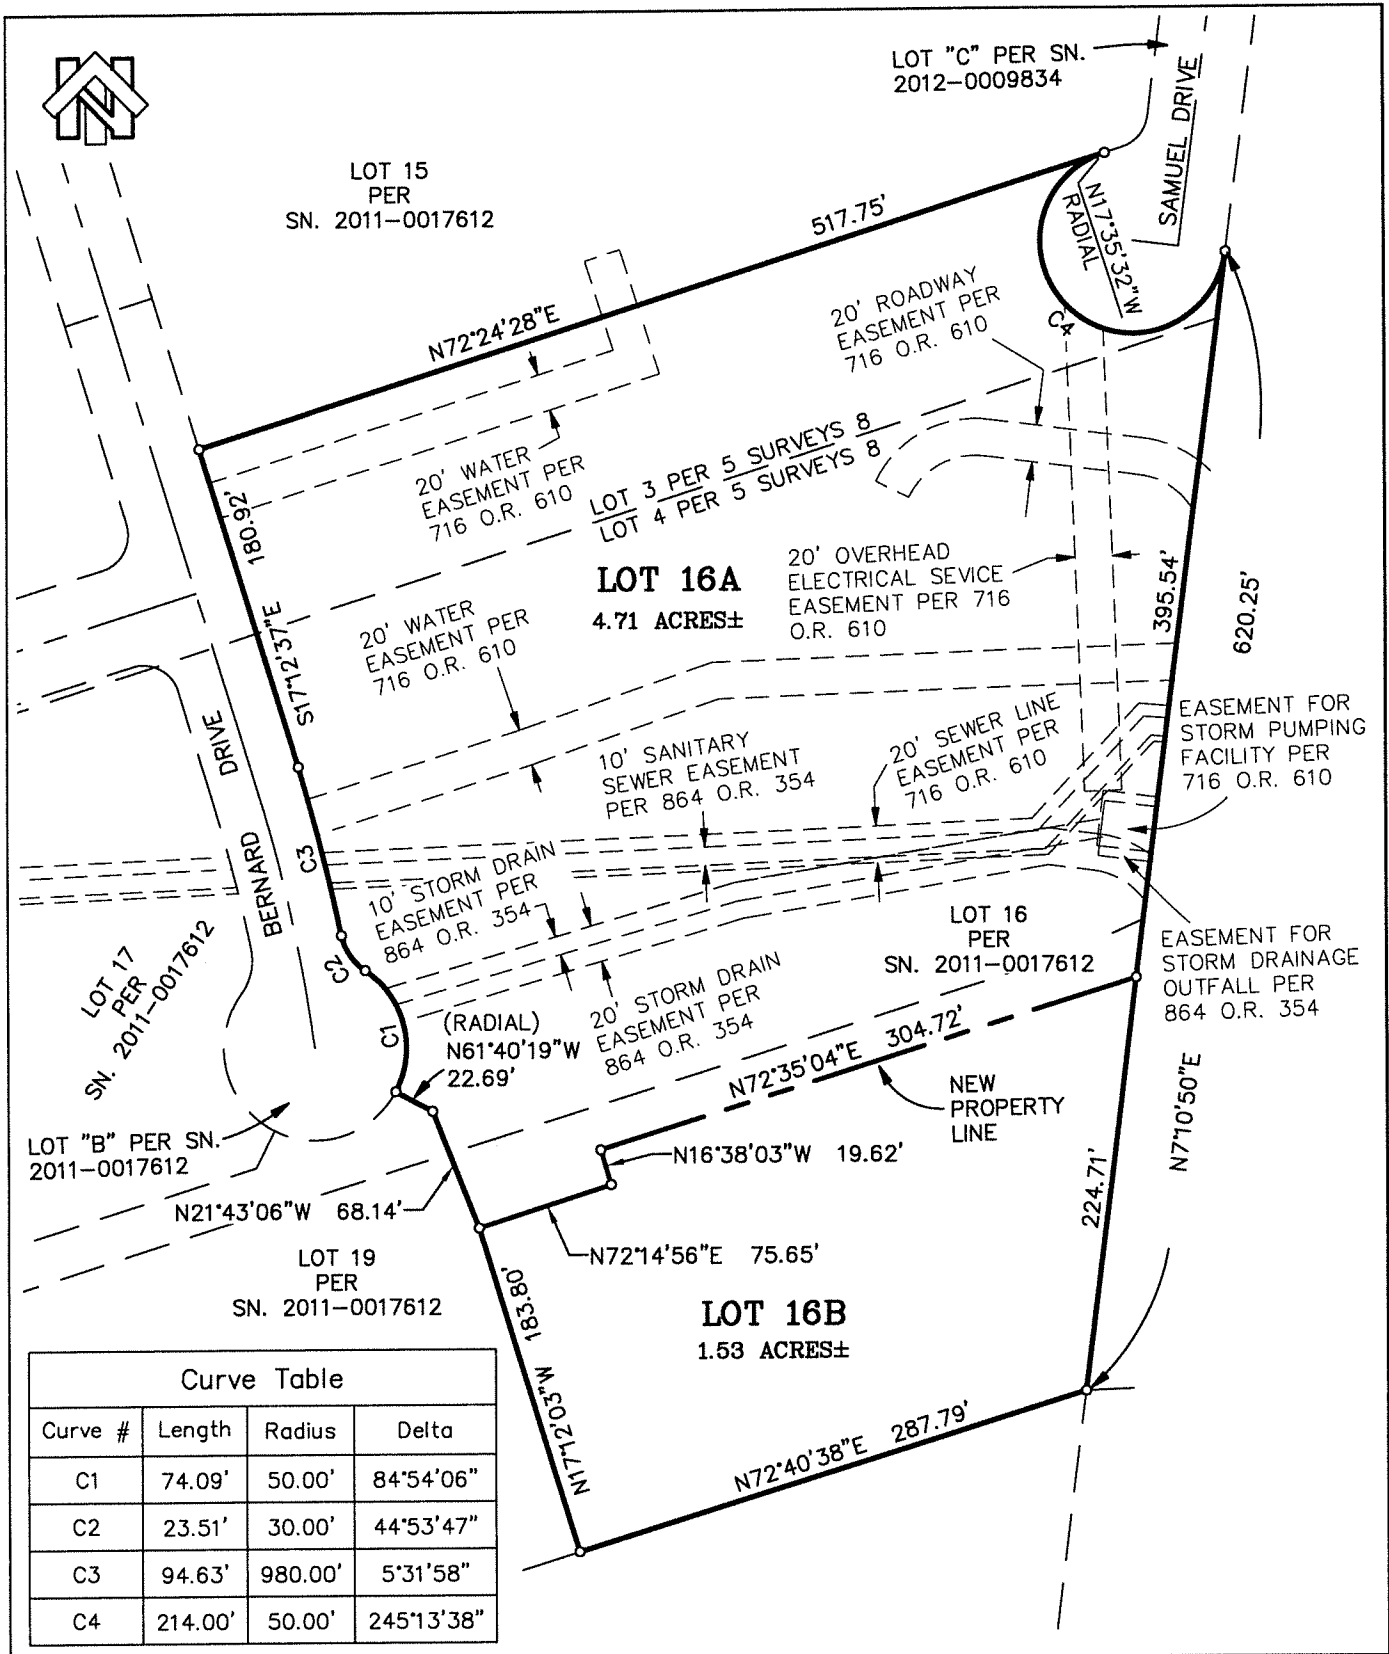 LOT "C" PER SN.
2012-0009834
SAMUEL DRIVE
N
LOT 15
PER
SN. 2011-0017612
517.75'
N72°24'28"E
N17°35'32"W
RADIAL
C4
20' ROADWAY
EASEMENT PER
716 O.R. 610
20' WATER
EASEMENT PER
716 O.R. 610
LOT 3 PER 5 SURVEYS 8
LOT 4 PER 5 SURVEYS 8
180.92'
S17°12'37"E
LOT 16A
4.71 ACRES±
20' OVERHEAD
ELECTRICAL SEVICE
EASEMENT PER 716
O.R. 610
395.54'
620.25'
20' WATER
EASEMENT PER
716 O.R. 610
BERNARD DRIVE
10' SANITARY
SEWER EASEMENT
PER 864 O.R. 354
20' SEWER LINE
EASEMENT PER
716 O.R. 610
EASEMENT FOR
STORM PUMPING
FACILITY PER
716 O.R. 610
C3
10' STORM DRAIN
EASEMENT PER
864 O.R. 354
LOT 16
PER
SN. 2011-0017612
EASEMENT FOR
STORM DRAINAGE
OUTFALL PER
864 O.R. 354
LOT 17
PER
SN. 2011-0017612
C2
C1
(RADIAL)
N61°40'19"W
22.69'
20' STORM DRAIN
EASEMENT PER
864 O.R. 354
N72°35'04"E 304.72'
NEW
PROPERTY
LINE
N7°10'50"E
LOT "B" PER SN.
2011-0017612
N16°38'03"W 19.62'
224.71'
N21°43'06"W 68.14'
N72°14'56"E 75.65'
LOT 19
PER
SN. 2011-0017612
N17°12'03"W 183.80'
LOT 16B
1.53 ACRES±
N72°40'38"E 287.79'
Curve Table
Curve # Length Radius Delta
C1 74.09' 50.00' 84°54'06"
C2 23.51' 30.00' 44°53'47"
C3 94.63' 980.00' 5°31'58"
C4 214.00' 50.00' 245°13'38"